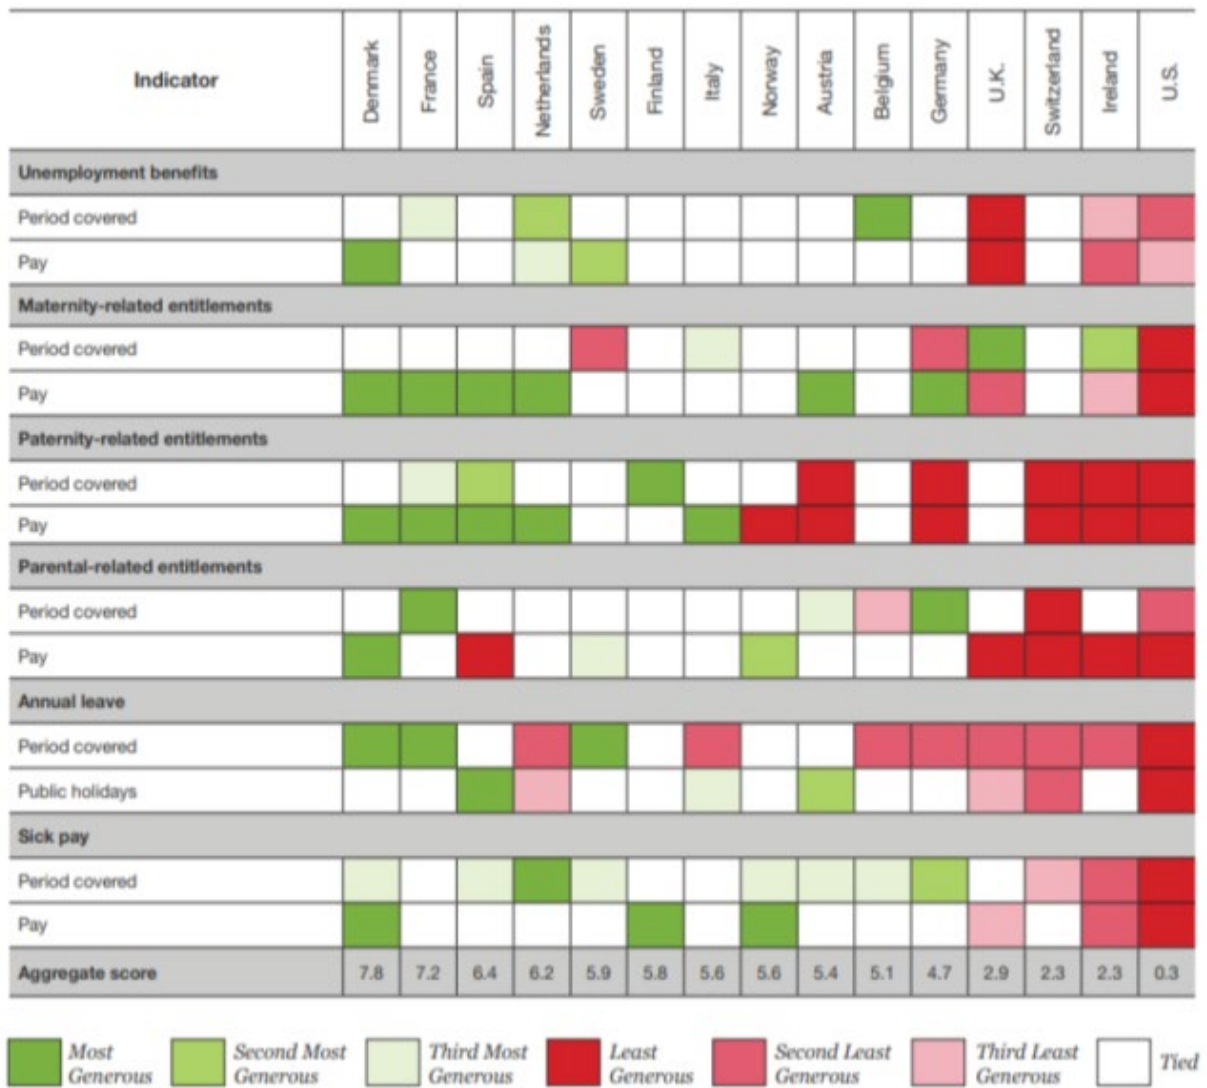 Indicator Denmark France Spain Netherlands Sweden Finland Italy Norway Austria Belgium Germany U.K. Switzerland Ireland U.S.
Unemployment benefits
Period covered
Pay
Maternity-related entitlements
Period covered
Pay
Paternity-related entitlements
Period covered
Pay
Parental-related entitlements
Period covered
Pay
Annual leave
Period covered
Public holidays
Sick pay
Period covered
Pay
Aggregate score 7.8 7.2 6.4 6.2 5.9 5.8 5.6 5.6 5.4 5.1 4.7 2.9 2.3 2.3 0.3
Most Generous
Second Most Generous
Third Most Generous
Least Generous
Second Least Generous
Third Least Generous
Tied